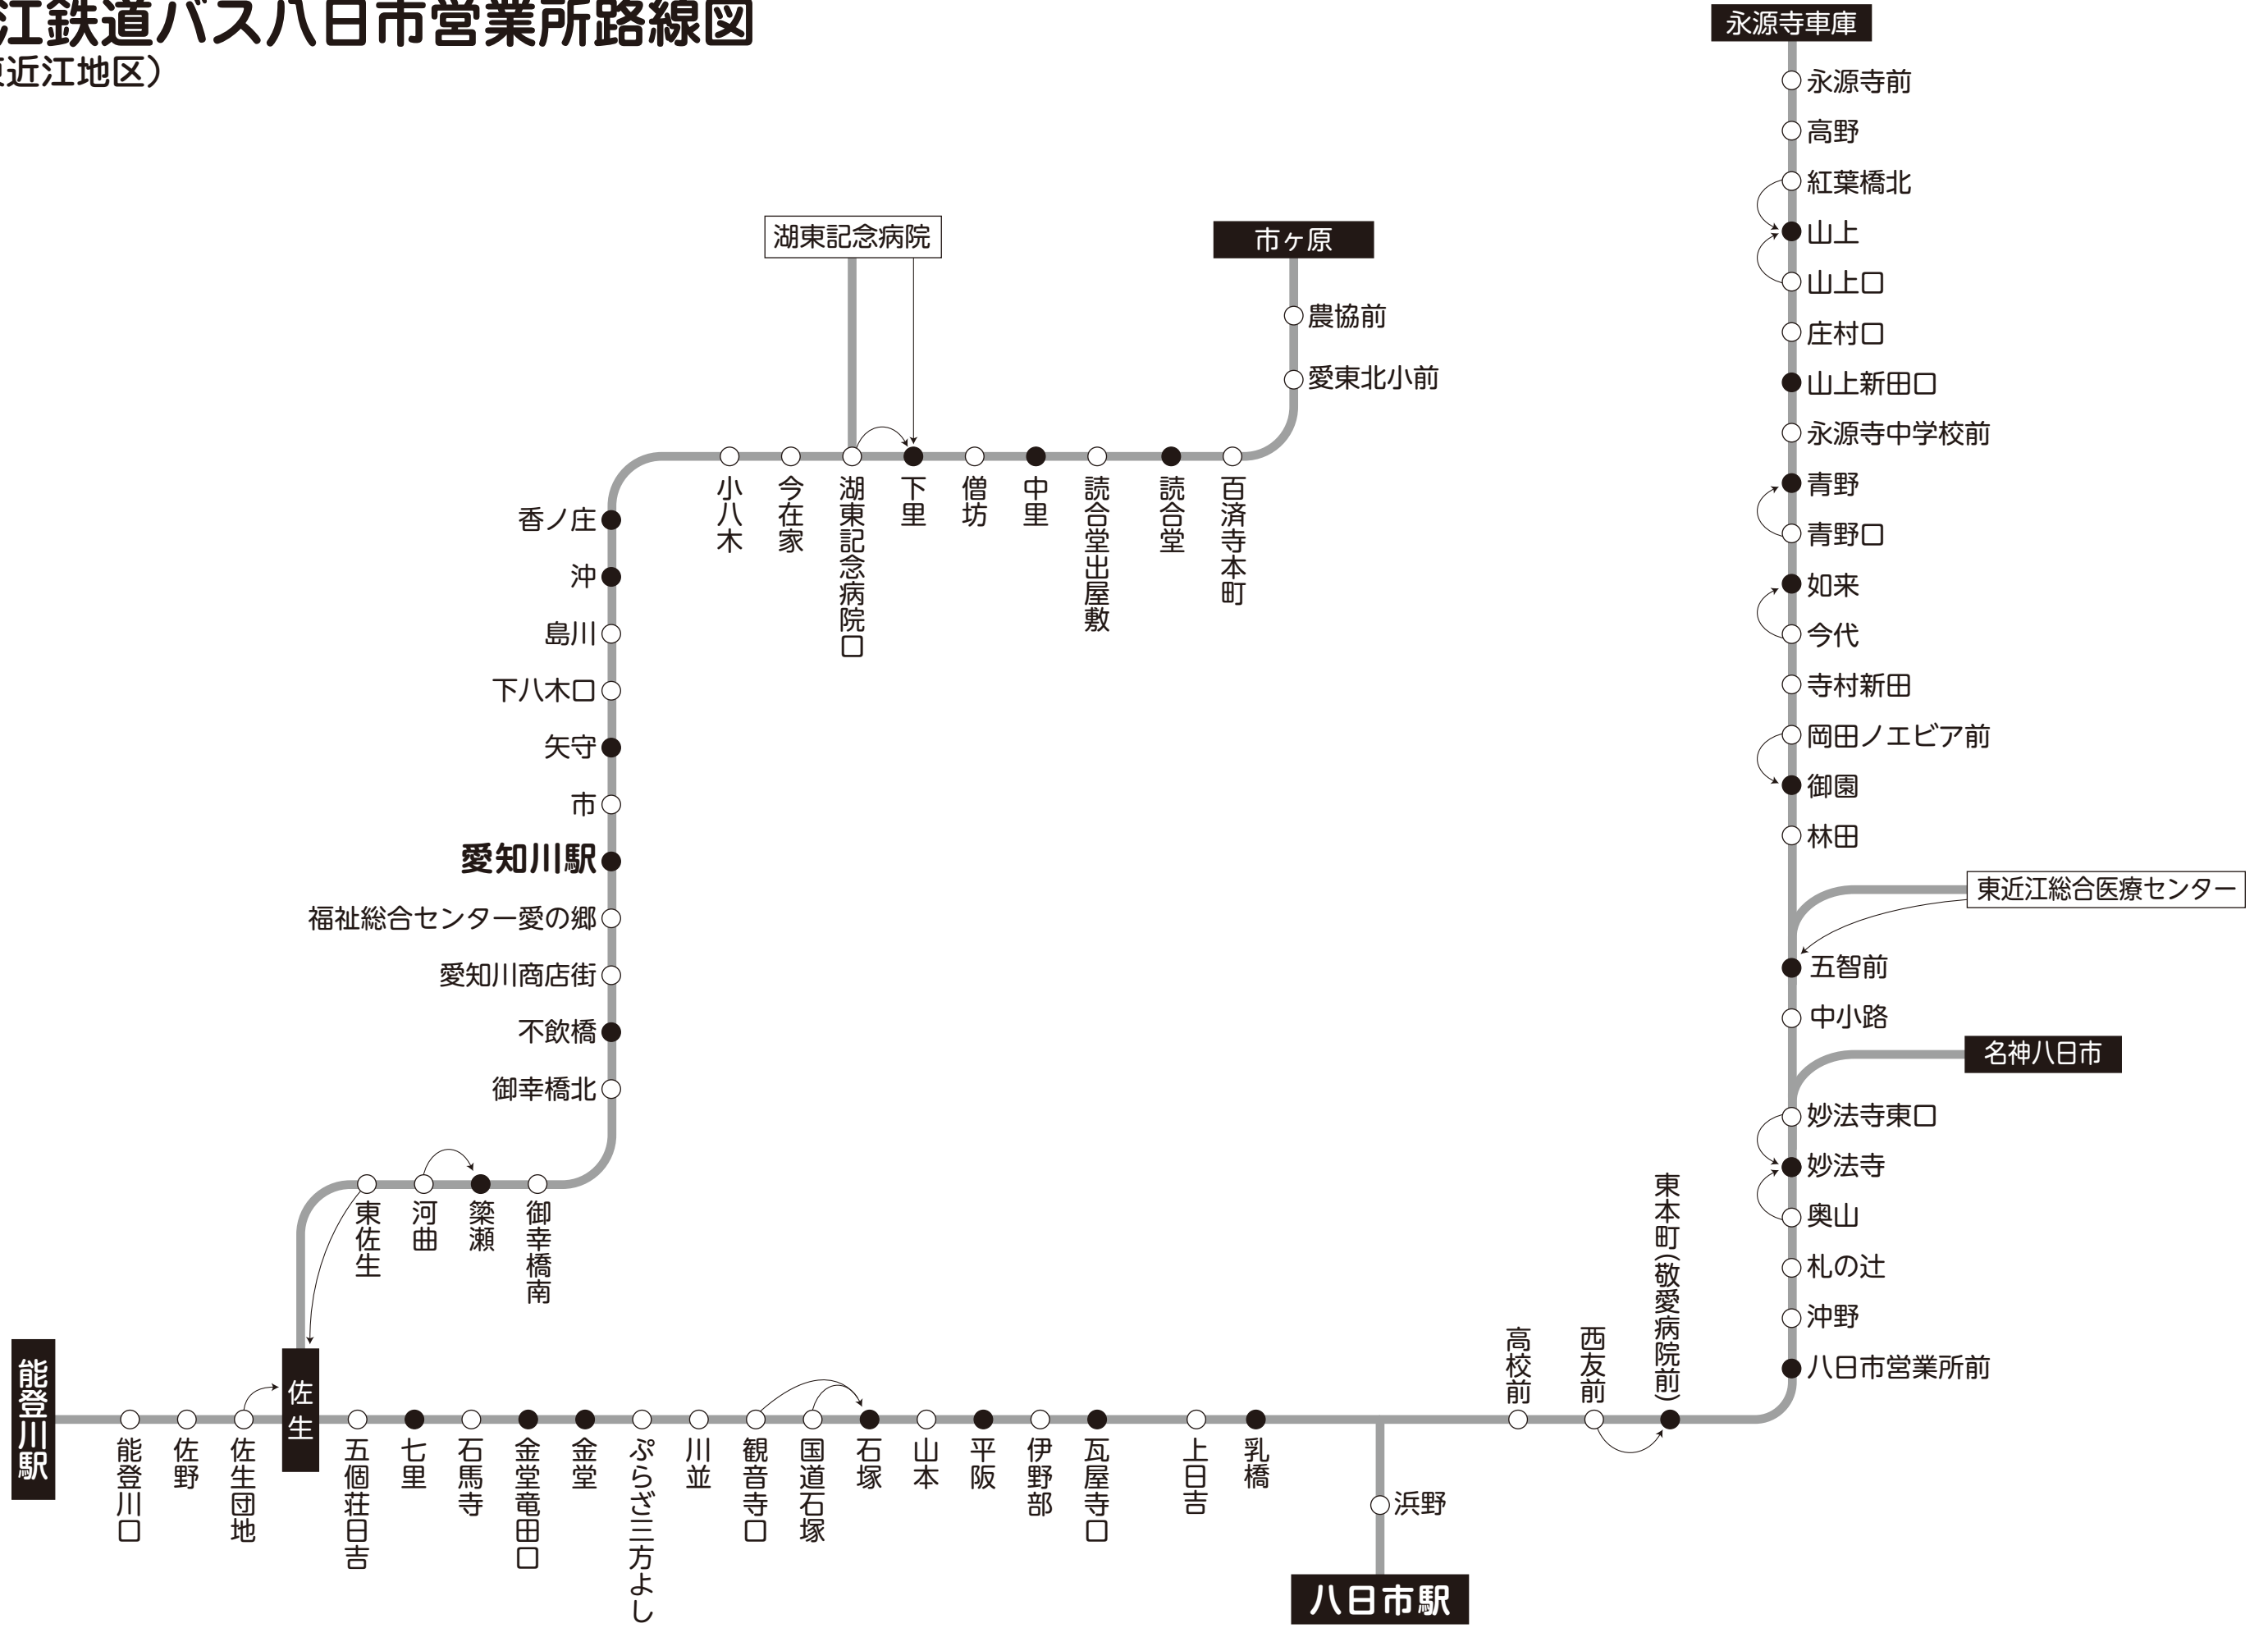 江鉄道バス八日市営業所路線図
東近江地区）
永源寺車庫
永源寺前
高野
紅葉橋北
山上
山上口
庄村口
山上新田口
永源寺中学校前
青野
青野口
如来
今代
寺村新田
岡田ノエビア前
御園
林田
東近江総合医療センター
五智前
中小路
名神八日市
妙法寺東口
妙法寺
奥山
札の辻
沖野
八日市営業所前
湖東記念病院
市ヶ原
農協前
愛東北小前
小八木
今在家
湖東記念病院口
下里
僧坊
中里
読合堂出屋敷
読合堂
百済寺本町
香ノ庄
沖
島川
下八木口
矢守
市
愛知川駅
福祉総合センター愛の郷
愛知川商店街
不飲橋
御幸橋北
東佐生
河曲
簗瀬
御幸橋南
能登川駅
能登川口
佐野
佐生団地
佐生
五個荘日吉
七里
石馬寺
金堂竜田口
金堂
ぷらざ三方よし
川並
観音寺口
国道石塚
石塚
山本
平阪
伊野部
瓦屋寺口
上日吉
乳橋
浜野
八日市駅
高校前
西友前
東本町（敬愛病院前）